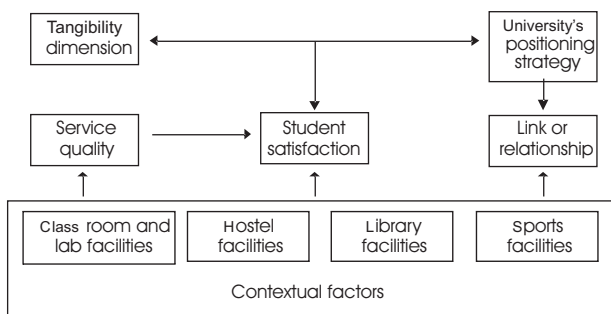 Tangibility
dimension
University's
positioning
strategy
Service
quality
Student
satisfaction
Link or
relationship
Class room and
lab facilities
Hostel
facilities
Library
facilities
Sports
facilities
Contextual factors